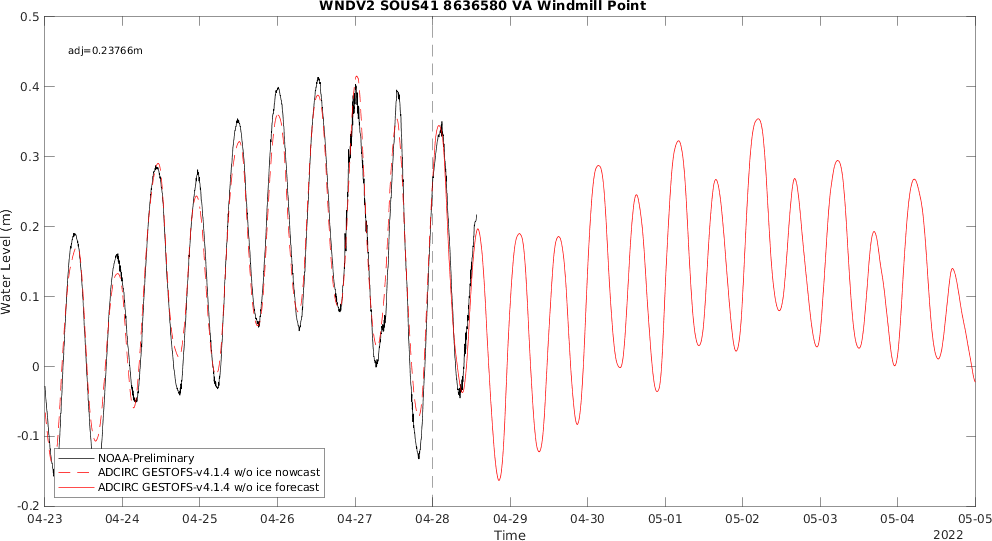 WNDV2 SOUS41 8636580 VA Windmill Point
adj=0.23766m
Water Level (m)
0.5
0.4
0.3
0.2
0.1
0
-0.1
-0.2
NOAA-Preliminary
ADCIRC GESTOFS-v4.1.4 w/o ice nowcast
ADCIRC GESTOFS-v4.1.4 w/o ice forecast
04-23 04-24 04-25 04-26 04-27 04-28 04-29 04-30 05-01 05-02 05-03 05-04 05-05
Time
2022